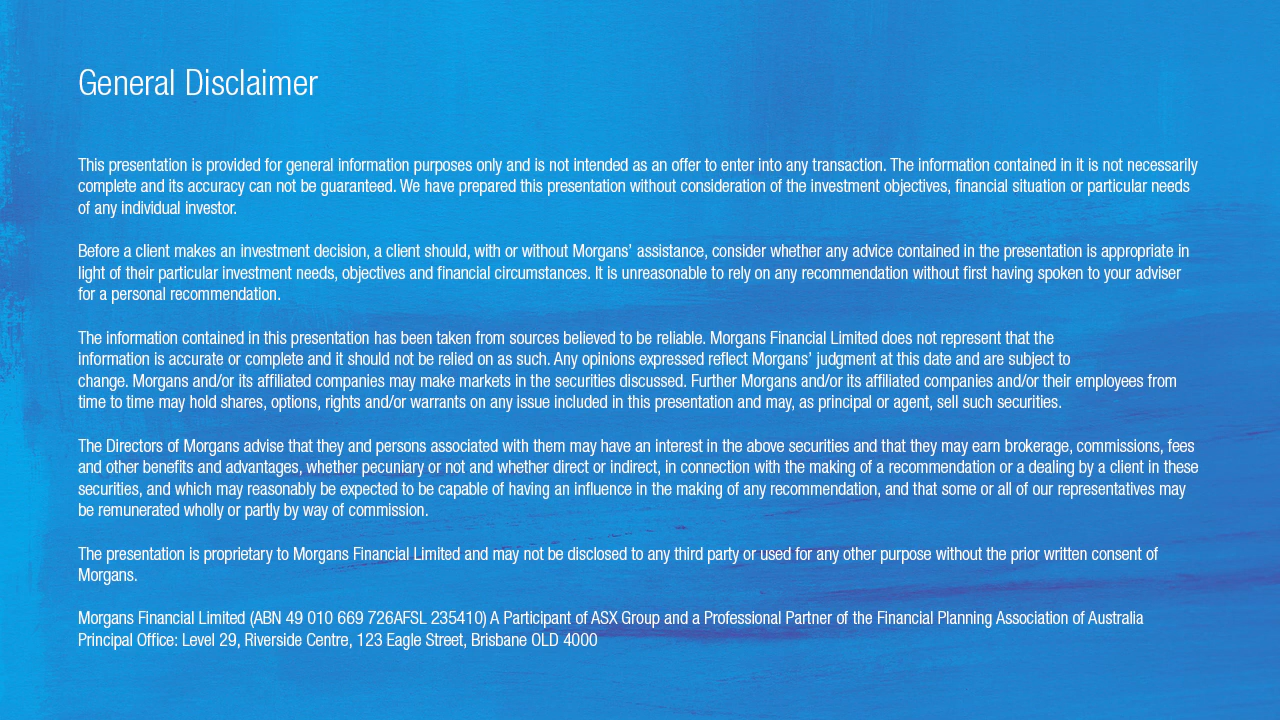 General Disclaimer
This presentation is provided for general information purposes only and is not intended as an offer to enter into any transaction. The information contained in it is not necessarily
complete and its accuracy can not be guaranteed. We have prepared this presentation without consideration of the investment objectives, financial situation or particular needs
of any individual investor.
Before a client makes an investment decision, a client should, with or without Morgans' assistance, consider whether any advice contained in the presentation is appropriate in
light of their particular investment needs, objectives and financial circumstances. It is unreasonable to rely on any recommendation without first having spoken to your adviser
for a personal recommendation.
The information contained in this presentation has been taken from sources believed to be reliable. Morgans Financial Limited does not represent that the
information is accurate or complete and it should not be relied on as such. Any opinions expressed reflect Morgans' judgment at this date and are subject to
change. Morgans and/or its affiliated companies may make markets in the securities discussed. Further Morgans and/or its affiliated companies and/or their employees from
time to time may hold shares, options, rights and/or warrants on any issue included in this presentation and may, as principal or agent, sell such securities.
The Directors of Morgans advise that they and persons associated with them may have an interest in the above securities and that they may earn brokerage, commissions, fees
and other benefits and advantages, whether pecuniary or not and whether direct or indirect, in connection with the making of a recommendation or a dealing by a client in these
securities, and which may reasonably be expected to be capable of having an influence in the making of any recommendation, and that some or all of our representatives may
be remunerated wholly or partly by way of commission.
The presentation is proprietary to Morgans Financial Limited and may not be disclosed to any third party or used for any other purpose without the prior written consent of
Morgans.
Morgans Financial Limited (ABN 49 010 669 726AFSL 235410) A Participant of ASX Group and a Professional Partner of the Financial Planning Association of Australia
Principal Office: Level 29, Riverside Centre, 123 Eagle Street, Brisbane OLD 4000